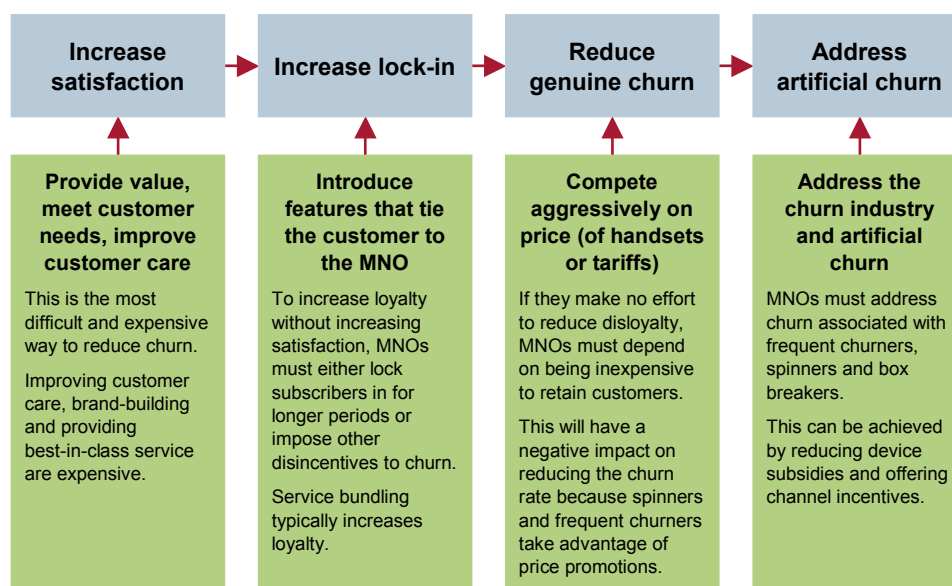 Increase
satisfaction
Increase lock-in
Reduce
genuine churn
Address
artificial churn
Provide value,
meet customer
needs, improve
customer care
This is the most
difficult and expensive
way to reduce churn.
Improving customer
care, brand-building
and providing
best-in-class service
are expensive.
Introduce
features that tie
the customer to
the MNO
To increase loyalty
without increasing
satisfaction, MNOs
must either lock
subscribers in for
longer periods or
impose other
disincentives to churn.
Service bundling
typically increases
loyalty.
Compete
aggressively on
price (of handsets
or tariffs)
If they make no effort
to reduce disloyalty,
MNOs must depend
on being inexpensive
to retain customers.
This will have a
negative impact on
reducing the churn
rate because spinners
and frequent churners
take advantage of
price promotions.
Address the
churn industry
and artificial
churn
MNOs must address
churn associated with
frequent churners,
spinners and box
breakers.
This can be achieved
by reducing device
subsidies and offering
channel incentives.